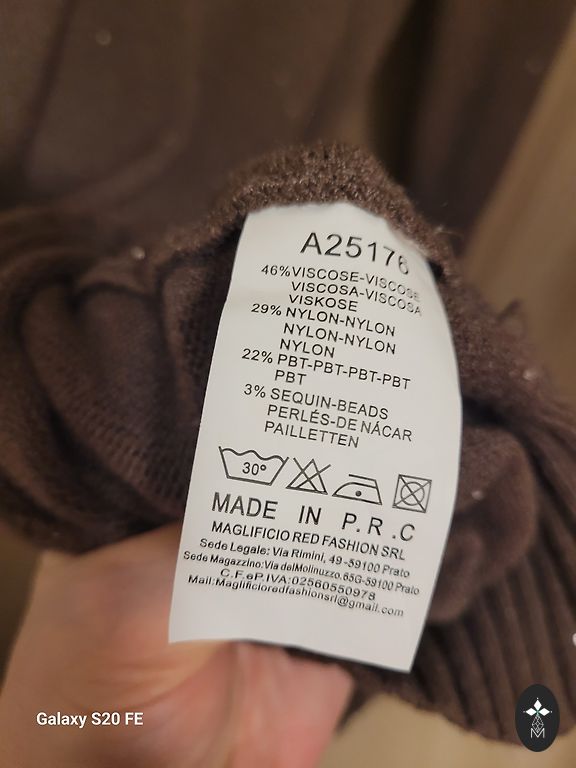 A25176
46% VISCOSE-VISCOSE
VISCOSA-VISCOSA
VISKOSE
29% NYLON-NYLON
NYLON-NYLON
NYLON
22% PBT-PBT-PBT-PBT
PBT
3% SEQUIN-BEADS
PERLÉS-DE NÁCAR
PAILLETTEN
30°
MADE IN P.R.C
MAGLIFICIO RED FASHION SRL
Sede Legale: Via Rimini, 49-59100 Prato
Sede Magazzino: Via delMolinuzzo,65G-59100 Prato
C.F.eP.IVA:02560550978
Mail:Maglificioredfashionsrl@gmail.com
Galaxy S20 FE
M